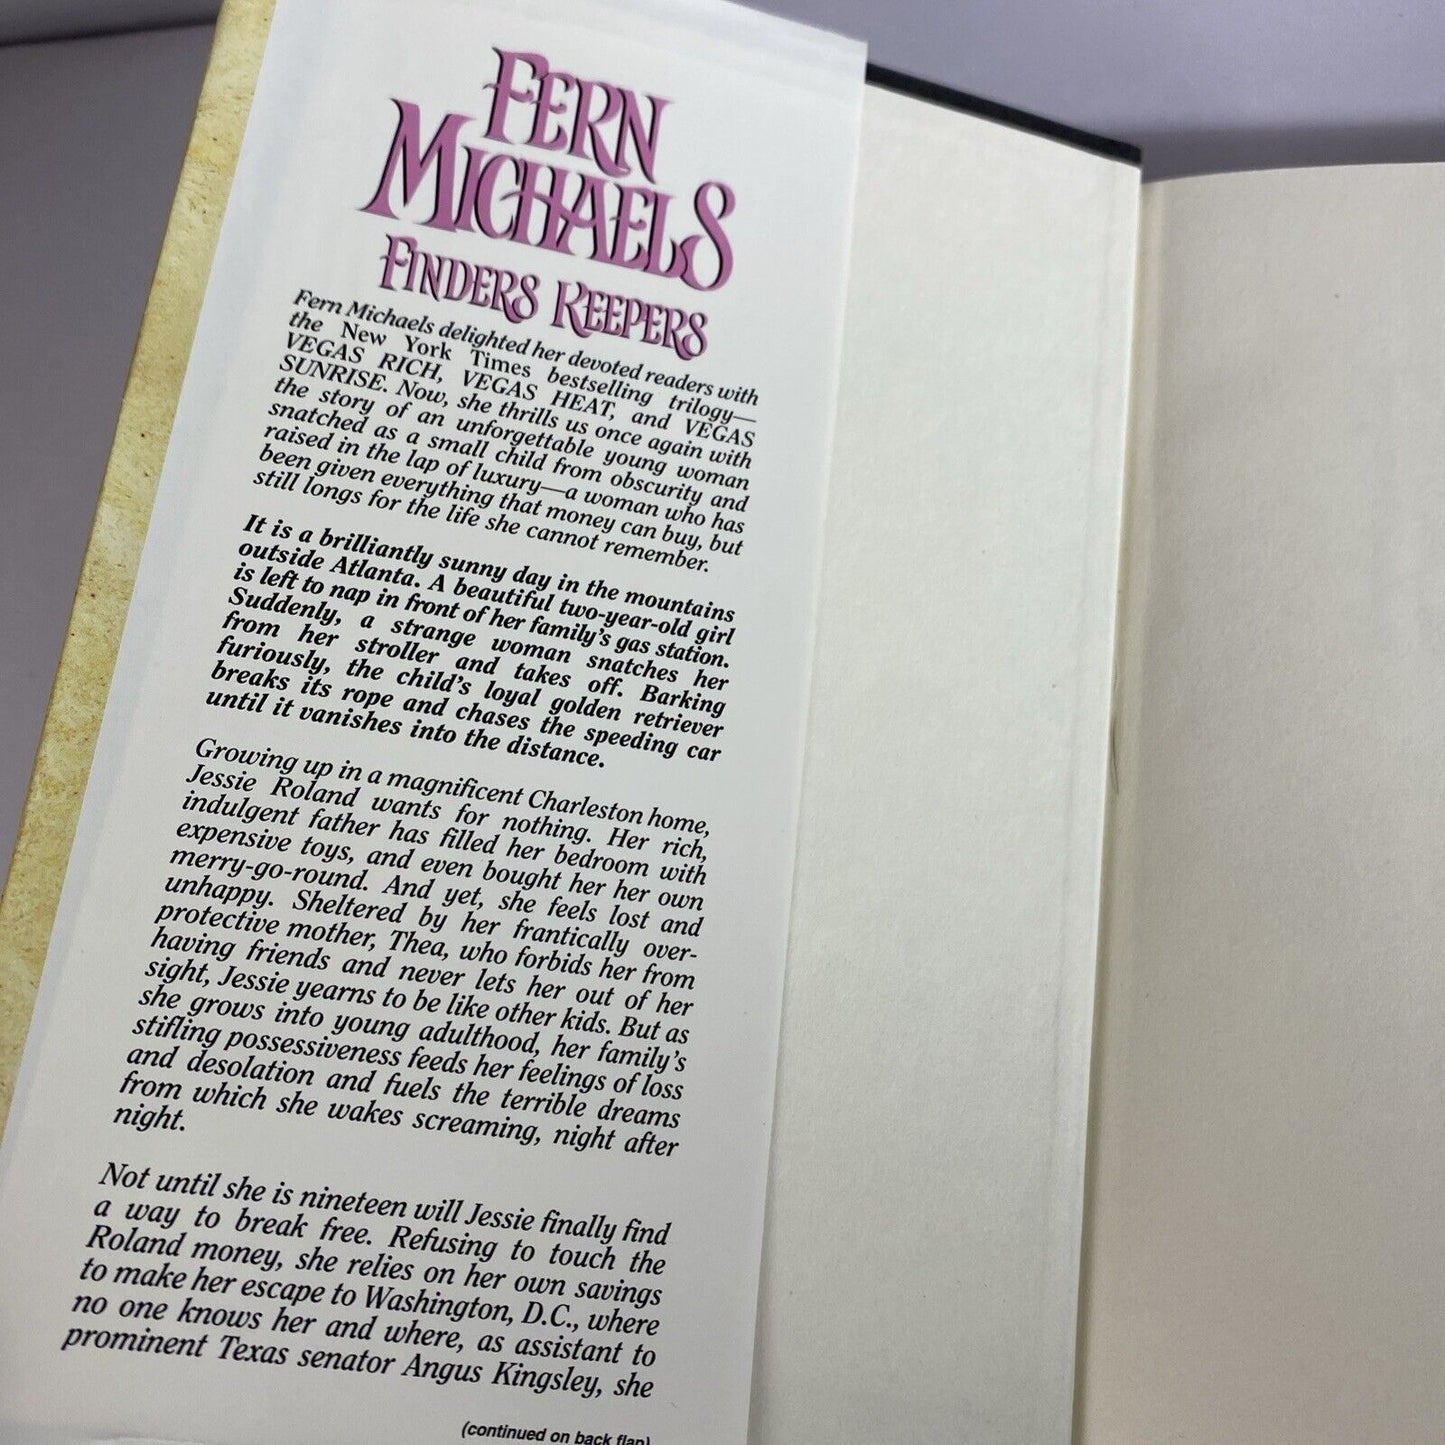 FERN
MICHAELS
FINDERS KEEPERS
Fern Michaels delighted her devoted readers with
the New York Times bestselling trilogy—
VEGAS RICH, VEGAS HEAT, and VEGAS
SUNRISE. Now, she thrills us once again with
the story of an unforgettable young woman
snatched as a small child from obscurity and
raised in the lap of luxury—a woman who has
been given everything that money can buy, but
still longs for the life she cannot remember.
It is a brilliantly sunny day in the mountains
outside Atlanta. A beautiful two-year-old girl
is left to nap in front of her family's gas station.
Suddenly, a strange woman snatches her
from her stroller and takes off. Barking
furiously, the child's loyal golden retriever
breaks its rope and chases the speeding car
until it vanishes into the distance.
Growing up in a magnificent Charleston home,
Jessie Roland wants for nothing. Her rich,
indulgent father has filled her bedroom with
expensive toys, and even bought her her own
merry-go-round. And yet, she feels lost and
unhappy. Sheltered by her frantically over-
protective mother, Thea, who forbids her from
having friends and never lets her out of her
sight, Jessie yearns to be like other kids. But as
she grows into young adulthood, her family's
stifling possessiveness feeds her feelings of loss
and desolation and fuels the terrible dreams
from which she wakes screaming, night after
night.
Not until she is nineteen will Jessie finally find
a way to break free. Refusing to touch the
Roland money, she relies on her own savings
to make her escape to Washington, D.C., where
no one knows her and where, as assistant to
prominent Texas senator Angus Kingsley, she
(continued on back flap)